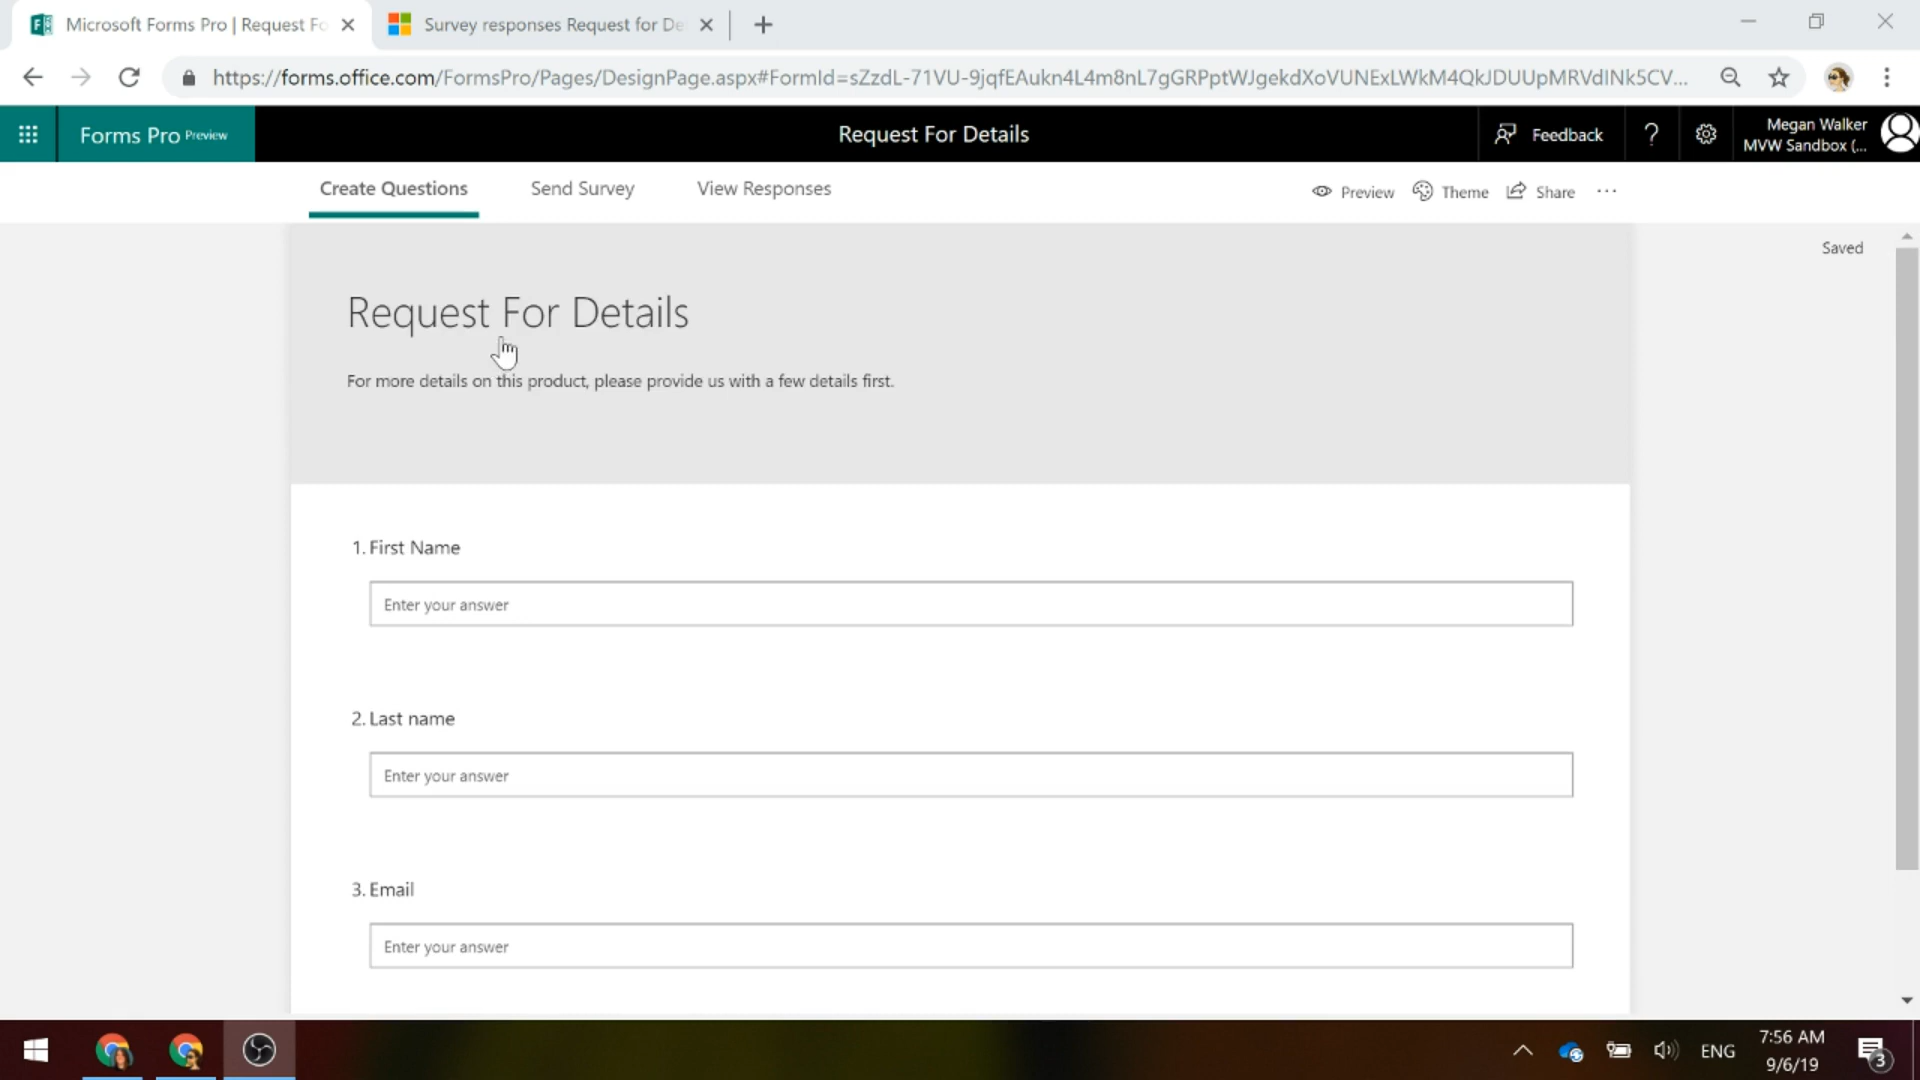 Microsoft Forms Pro | Request Fo
Survey responses Request for De
https://forms.office.com/FormsPro/Pages/DesignPage.aspx#FormId=sZzdL-71VU-9jqfEAukn4L4m8nL7gGRPptWJgekdXoVUNExLWkM4QkJDUUpMRVdINk5CV...
Forms Pro Preview
Request For Details
Feedback
?
Megan Walker
MVW Sandbox (...
Create Questions
Send Survey
View Responses
Preview
Theme
Share
...
Saved
Request For Details
For more details on this product, please provide us with a few details first.
1. First Name
Enter your answer
2. Last name
Enter your answer
3. Email
Enter your answer
ENG
7:56 AM
9/6/19
3